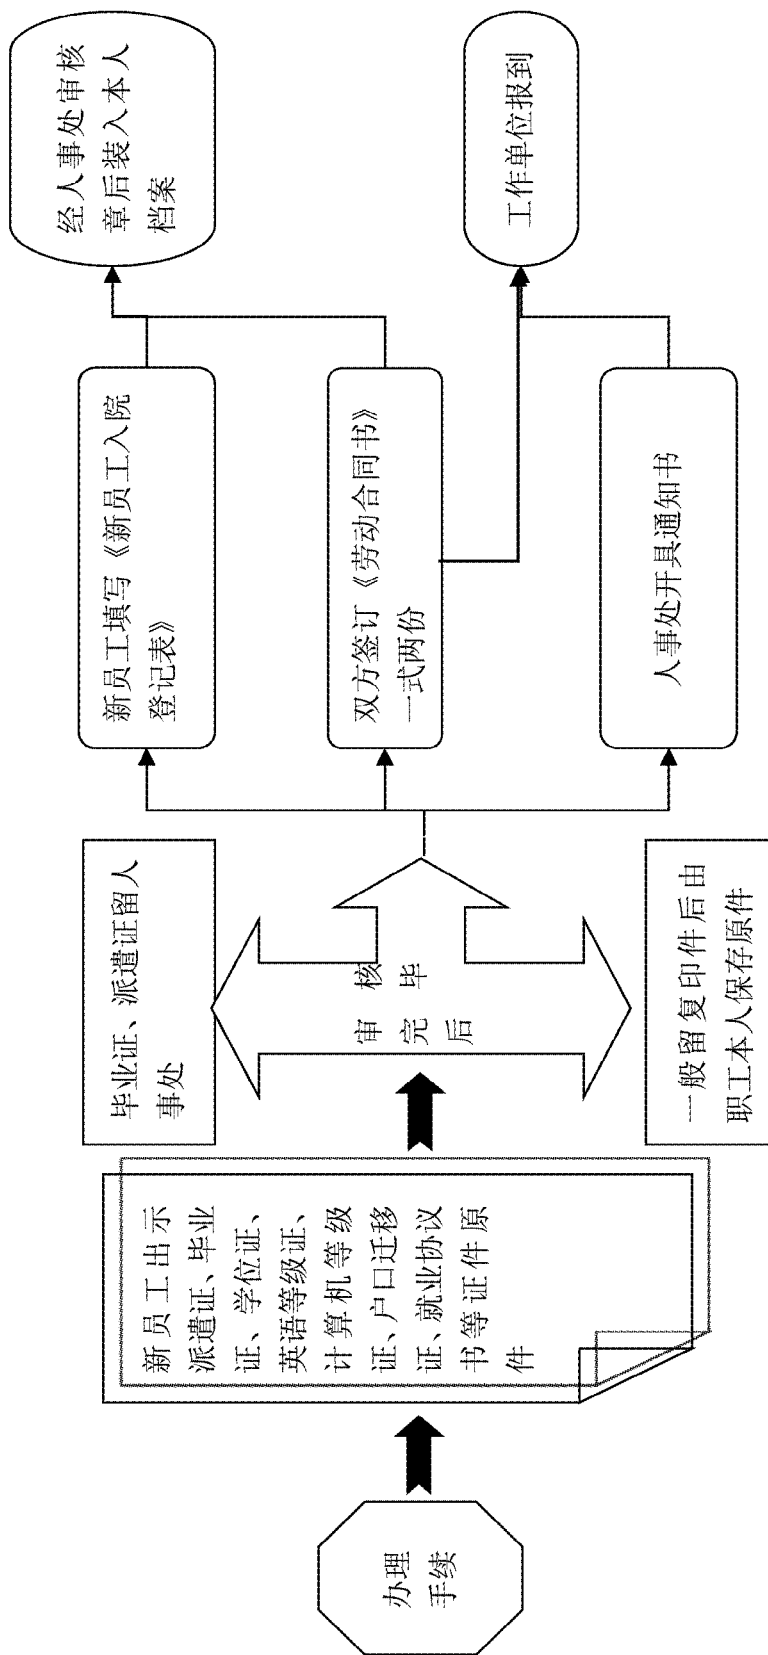 办理
手续
新员工出示
派遣证、毕业
证、学位证、
英语等级证、
计算机等级
证、户口迁移
证、就业协议
书等证件原
件
毕业证、派遣证留人
事处
审核
完毕
后
一般留复印件后由
职工本人保存原件
新员工填写《新员工入院
登记表》
双方签订《劳动合同书》
一式两份
人事处开具通知书
经人事处审核
章后装入本人
档案
工作单位报到